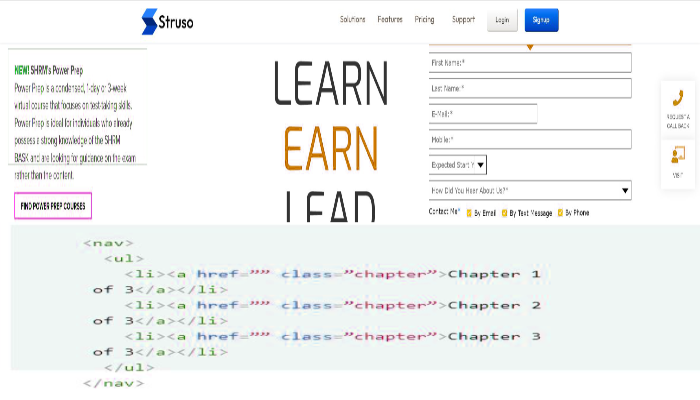 Struso
Solutions
Features
Pricing
Support
Login
Signup
NEW! SHRM's Power Prep
Power Prep is a condensed, 1-day or 3-week
virtual course that focuses on test-taking skills.
Power Prep is ideal for individuals who already
possess a strong knowledge of the SHRM
BASK and are looking for guidance on the exam
rather than the content.
FIND POWER PREP COURSES
LEARN
EARN
LEAD
First Name:*
Last Name:*
E-Mail:*
Mobile:*
Expected Start Y
How Did You Hear About Us?*
Contact Me* By Email By Text Message By Phone
REQUEST A
CALL BACK
VISIT
<nav>
<ul>
<li><a href="" class="chapter">Chapter 1
of 3</a></li>
<li><a href="" class="chapter">Chapter 2
of 3</a></li>
<li><a href="" class="chapter">Chapter 3
of 3</a></li>
</ul>
</nav>